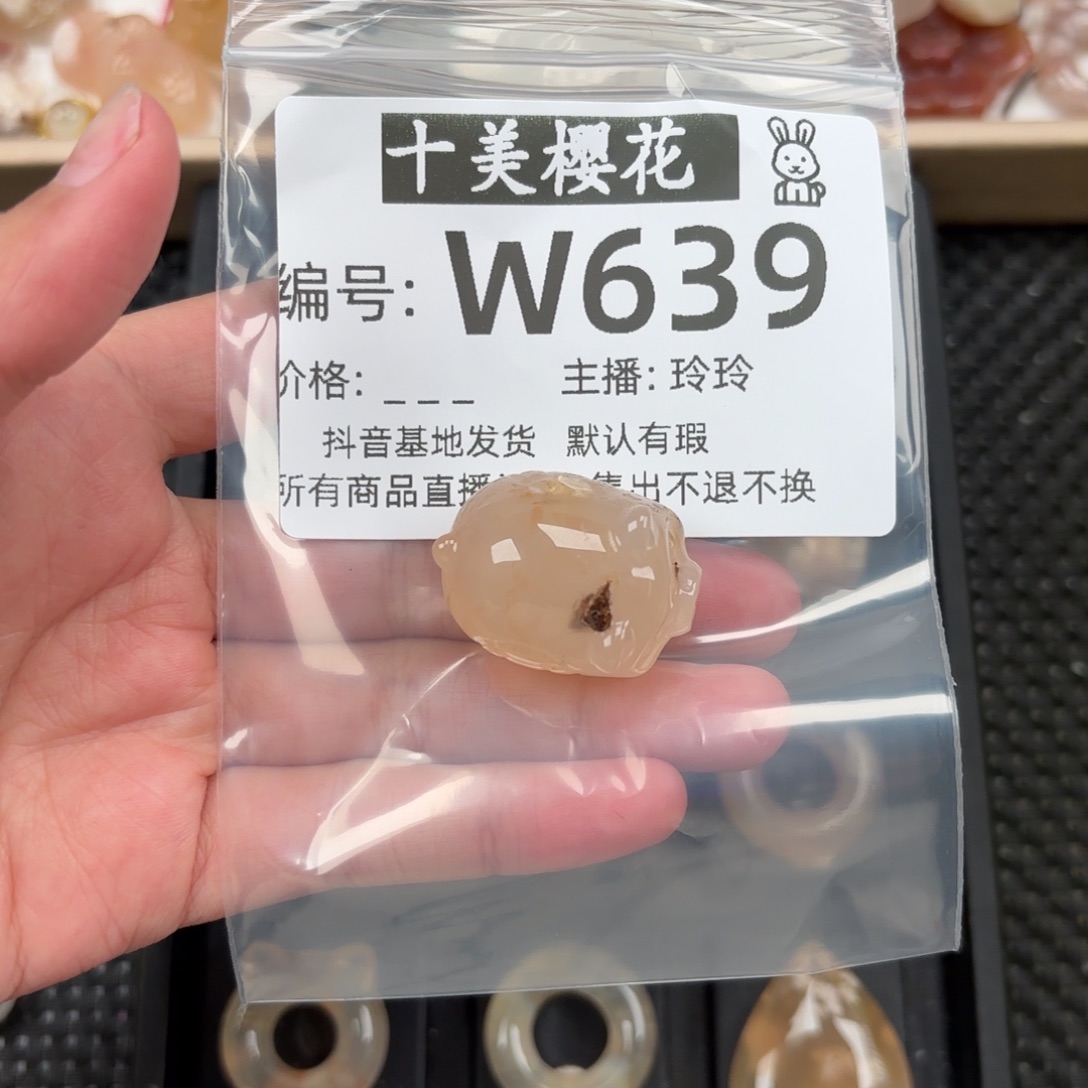 十美樱花
编号: W639
价格: _ _ _ 主播: 玲玲
抖音基地发货 默认有瑕
所有商品直播 售出不退不换